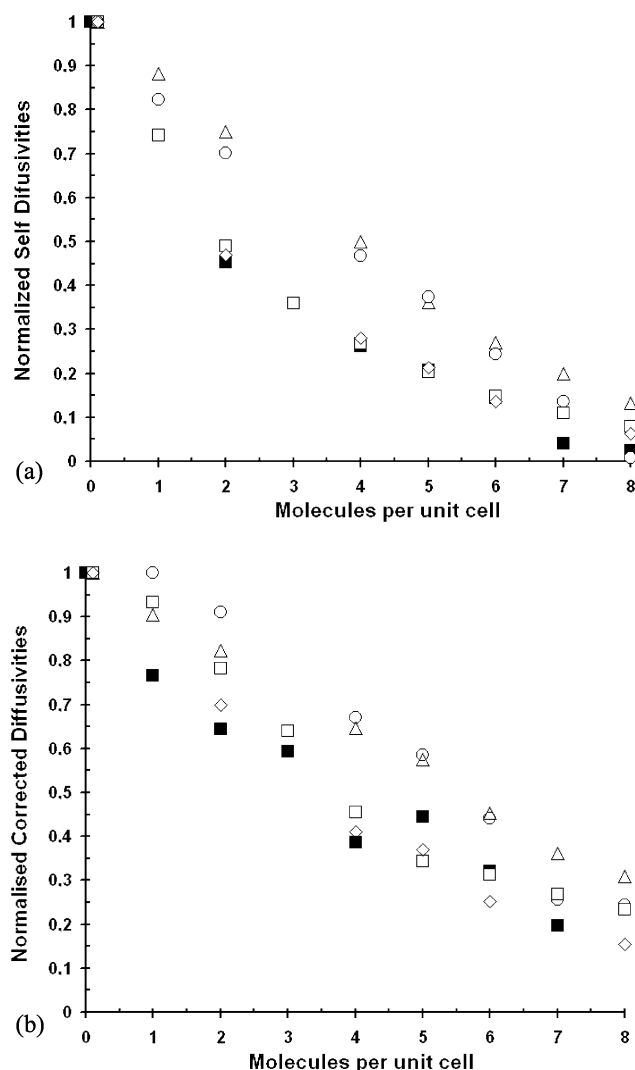 1
0.9
0.8
0.7
0.6
0.5
0.4
0.3
0.2
0.1
0
Normalized Self Difusivities
(a)
0 1 2 3 4 5 6 7 8
Molecules per unit cell
1
0.9
0.8
0.7
0.6
0.5
0.4
0.3
0.2
0.1
0
Normalised Corrected Diffusivities
(b)
0 1 2 3 4 5 6 7 8
Molecules per unit cell